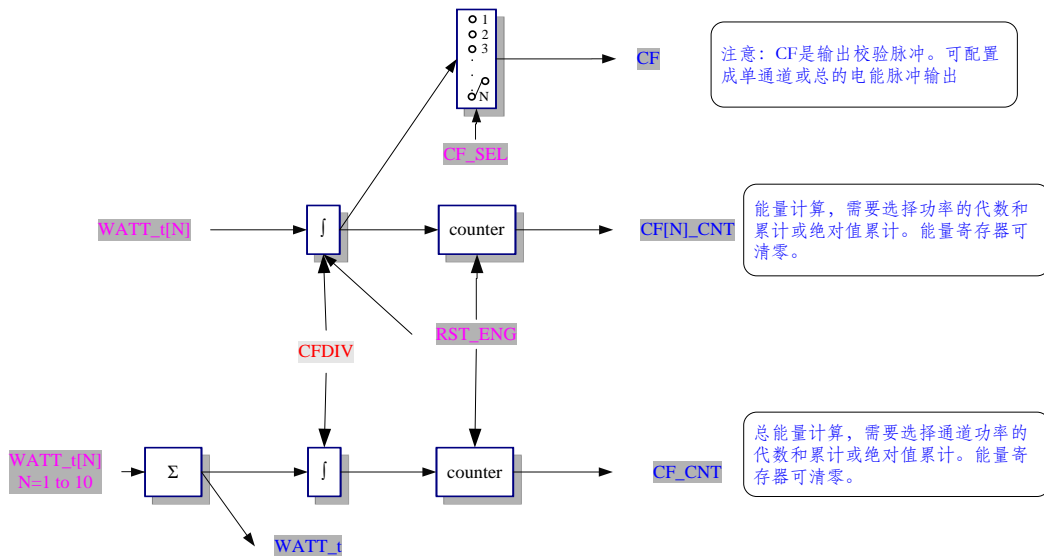 1
2
3
N
CF
注意：CF是输出校验脉冲。可配置
成单通道或总的电能脉冲输出
CF_SEL
WATT_t[N]
∫
counter
CF[N]_CNT
能量计算，需要选择功率的代数和
累计或绝对值累计。能量寄存器可
清零。
CFDIV
RST_ENG
WATT_t[N]
N=1 to 10
Σ
∫
counter
CF_CNT
总能量计算，需要选择通道功率的
代数和累计或绝对值累计。能量寄
存器可清零。
WATT_t